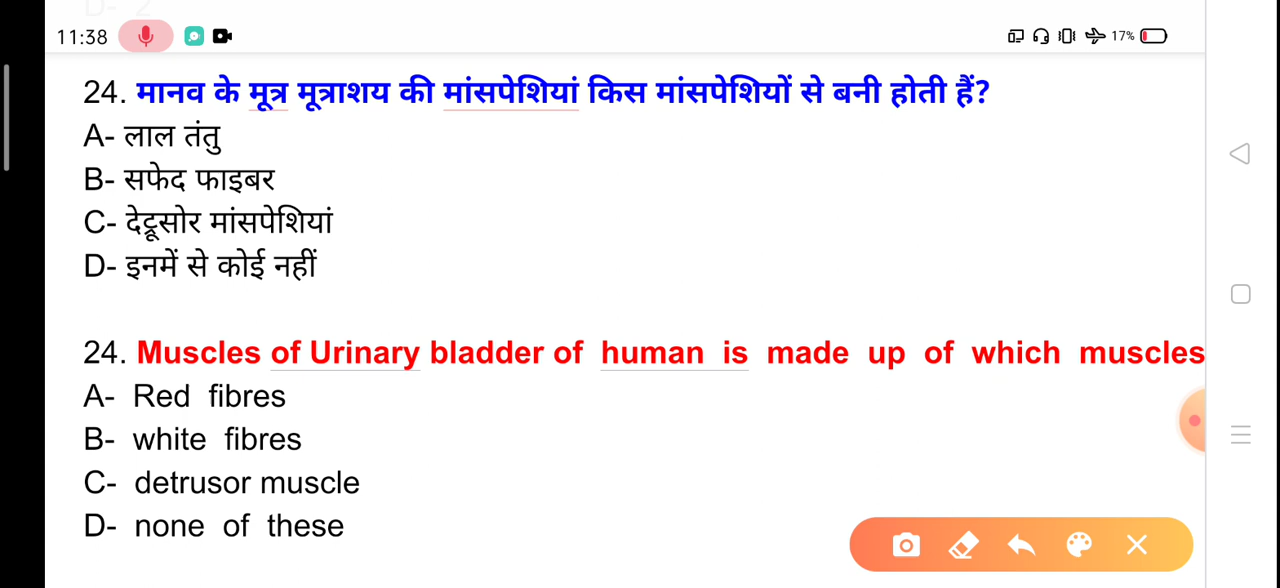 11:38
17%
24. मानव के मूत्र मूत्राशय की मांसपेशियां किस मांसपेशियों से बनी होती हैं?
A- लाल तंतु
B- सफेद फाइबर
C- देट्रूसोर मांसपेशियां
D- इनमें से कोई नहीं
24. Muscles of Urinary bladder of human is made up of which muscles
A- Red fibres
B- white fibres
C- detrusor muscle
D- none of these